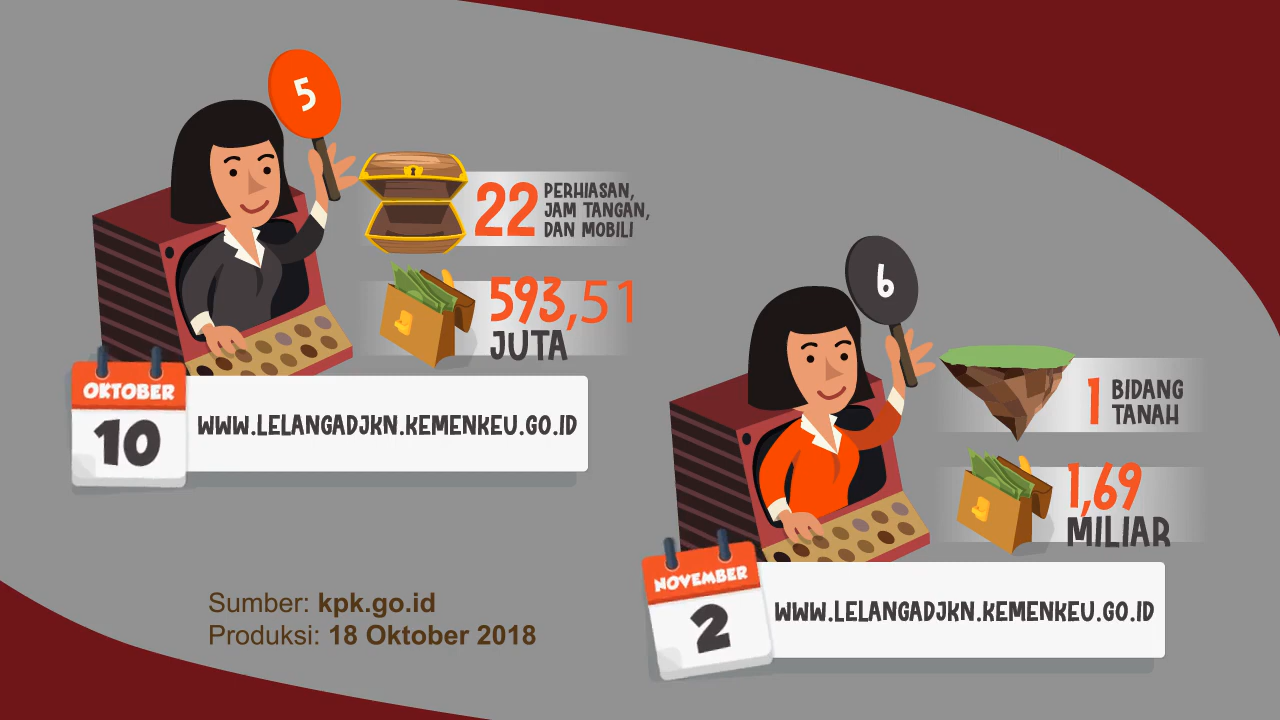 5
22 PERHIASAN,
JAM TANGAN,
DAN MOBILI
593,51
JUTA
OKTOBER
10
WWW.LELANGADJKN.KEMENKEU.GO.ID
6
1 BIDANG
TANAH
1,69
MILIAR
NOVEMBER
2
WWW.LELANGADJKN.KEMENKEU.GO.ID
Sumber: kpk.go.id
Produksi: 18 Oktober 2018